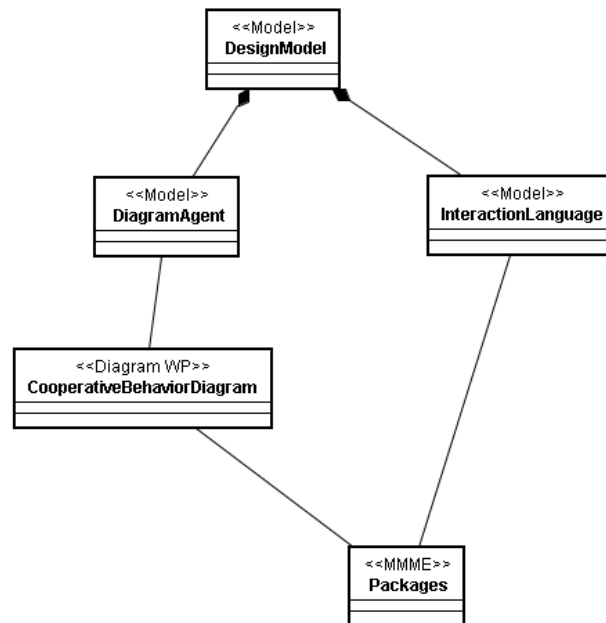 <<Model>>
DesignModel
<<Model>>
DiagramAgent
<<Model>>
InteractionLanguage
<<Diagram WP>>
CooperativeBehaviorDiagram
<<MMME>>
Packages